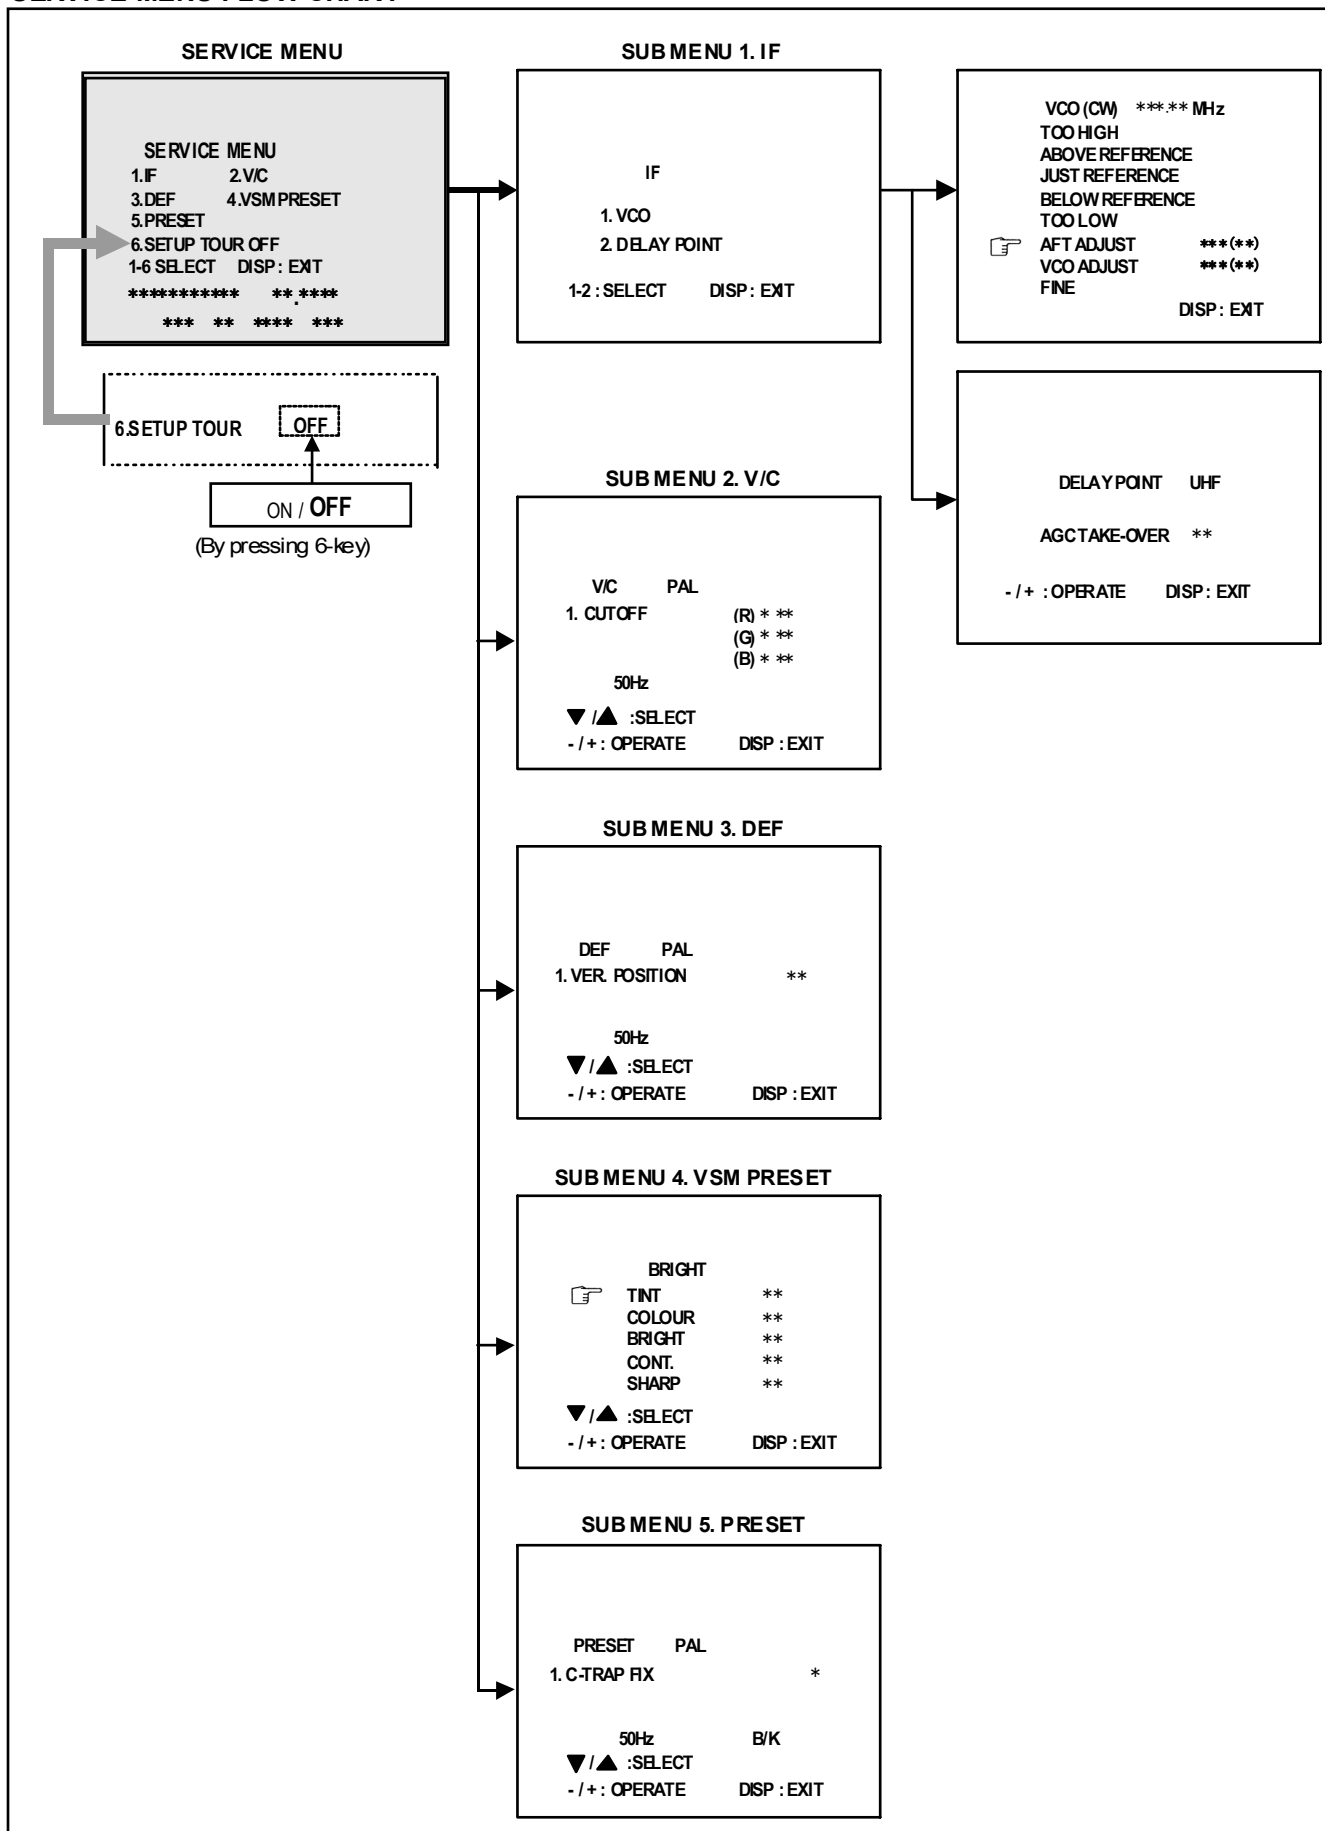 SERVICE MENU FLOW CHART
SERVICE MENU
SERVICE MENU
1.IF 2.V/C
3.DEF 4.VSM PRESET
5.PRESET
6.SETUP TOUR OFF
1-6 SELECT DISP : EXIT
*********** **.****
*** ** **** ***
6.SETUP TOUR OFF
ON / OFF
(By pressing 6-key)
SUB MENU 1. IF
IF
1. VCO
2. DELAY POINT
1-2 : SELECT DISP : EXIT
VCO (CW) ***.** MHz
TOO HIGH
ABOVE REFERENCE
JUST REFERENCE
BELOW REFERENCE
TOO LOW
☞ AFT ADJUST ***(**)
VCO ADJUST ***(**)
FINE
DISP : EXIT
DELAY POINT UHF
AGC TAKE-OVER **
- / + : OPERATE DISP : EXIT
SUB MENU 2. V/C
V/C PAL
1. CUTOFF (R) * **
(G) * **
(B) * **
50Hz
▼ /▲ :SELECT
- / + : OPERATE DISP : EXIT
SUB MENU 3. DEF
DEF PAL
1. VER. POSITION **
50Hz
▼ /▲ :SELECT
- / + : OPERATE DISP : EXIT
SUB MENU 4. VSM PRESET
BRIGHT
☞ TINT **
COLOUR **
BRIGHT **
CONT. **
SHARP **
▼ /▲ :SELECT
- / + : OPERATE DISP : EXIT
SUB MENU 5. PRESET
PRESET PAL
1. C-TRAP FIX *
50Hz B/K
▼ /▲ :SELECT
- / + : OPERATE DISP : EXIT